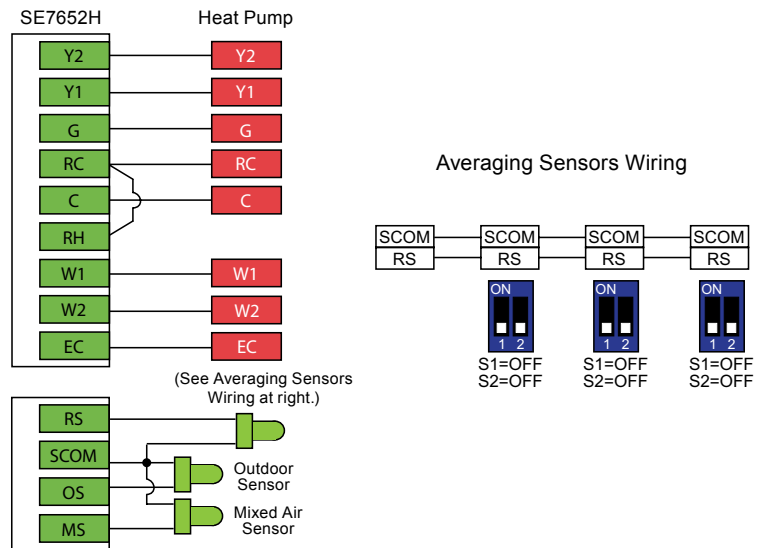 SE7652H Heat Pump
Y2 Y2
Y1 Y1
G G
RC RC
C C
RH
W1 W1
W2 W2
EC EC
(See Averaging Sensors
Wiring at right.)
RS
SCOM
OS
MS
Outdoor
Sensor
Mixed Air
Sensor
Averaging Sensors Wiring
SCOM SCOM SCOM SCOM
RS RS RS RS
ON ON ON
1 2 1 2 1 2
S1=OFF S1=OFF S1=OFF
S2=OFF S2=OFF S2=OFF